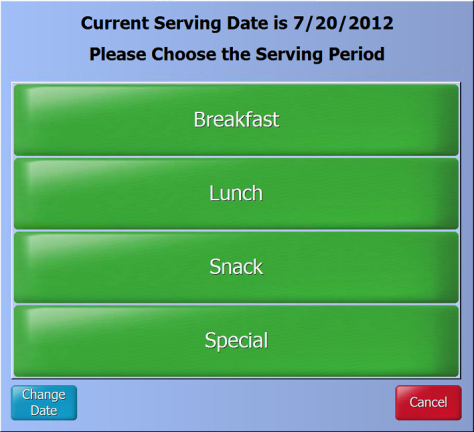 Current Serving Date is 7/20/2012
Please Choose the Serving Period
Breakfast
Lunch
Snack
Special
Change
Date
Cancel